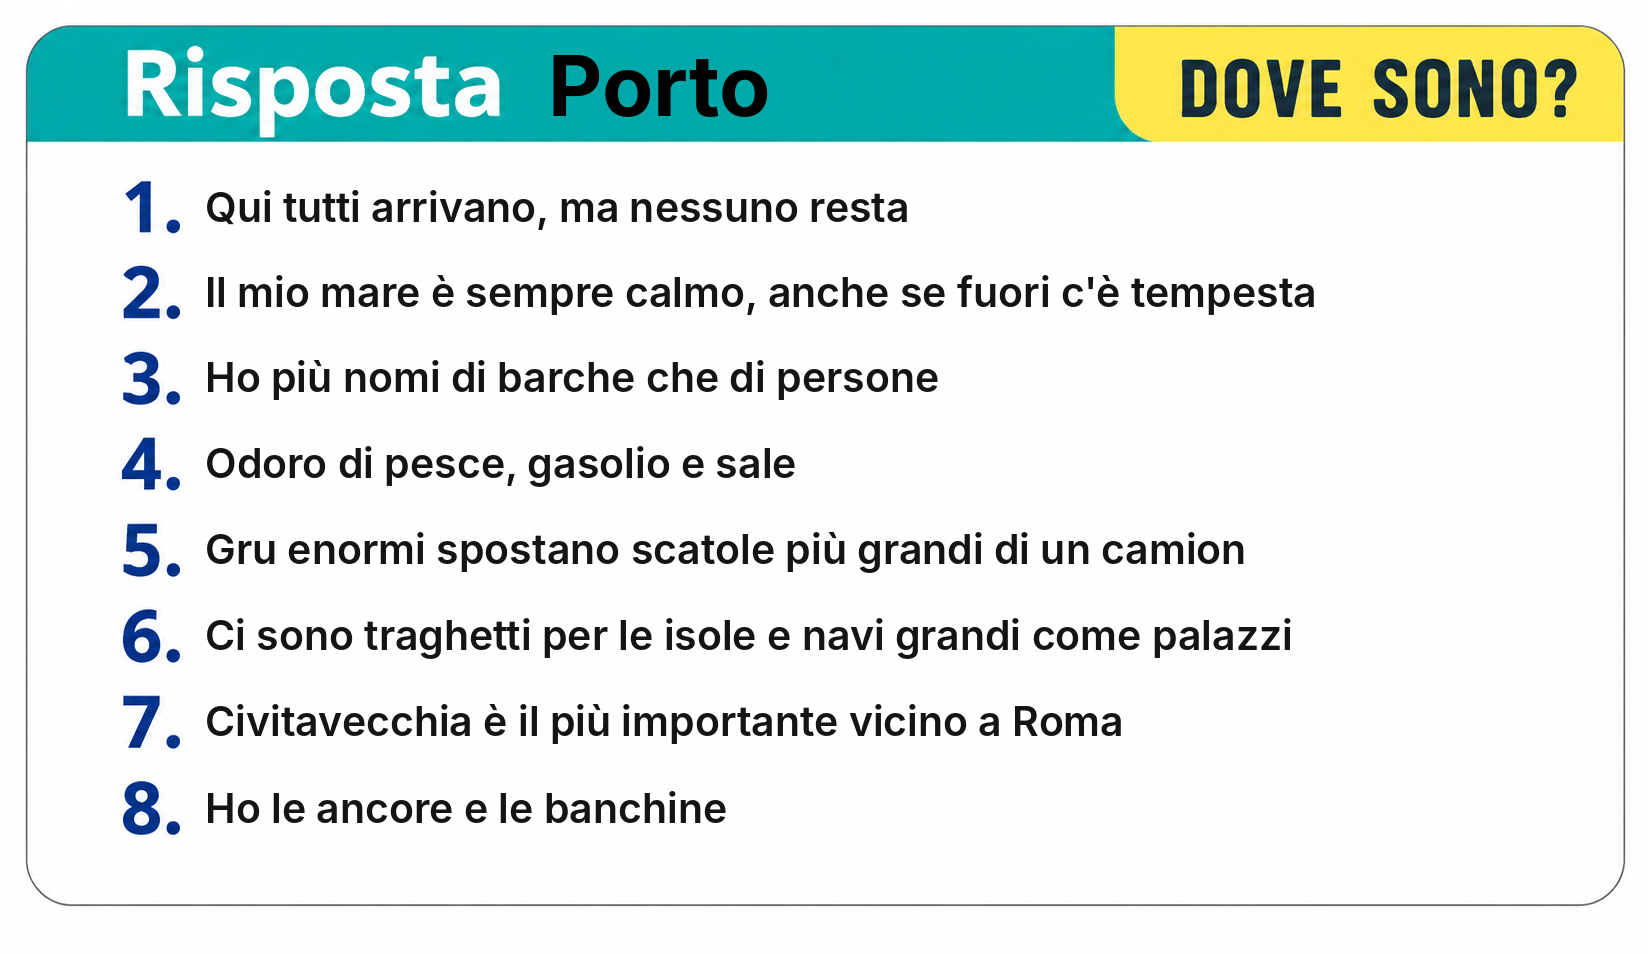 Risposta Porto
DOVE SONO?
1. Qui tutti arrivano, ma nessuno resta
2. Il mio mare è sempre calmo, anche se fuori c'è tempesta
3. Ho più nomi di barche che di persone
4. Odoro di pesce, gasolio e sale
5. Gru enormi spostano scatole più grandi di un camion
6. Ci sono traghetti per le isole e navi grandi come palazzi
7. Civitavecchia è il più importante vicino a Roma
8. Ho le ancore e le banchine